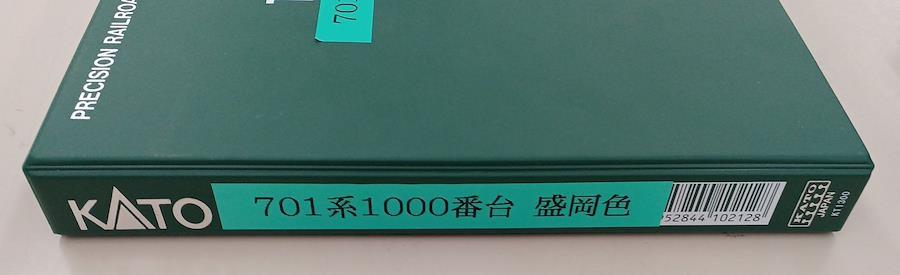 PRECISION RAILROA
701
KATO
701系1000番台 盛岡色
52844 102128
KATO
JAPAN
KT1300